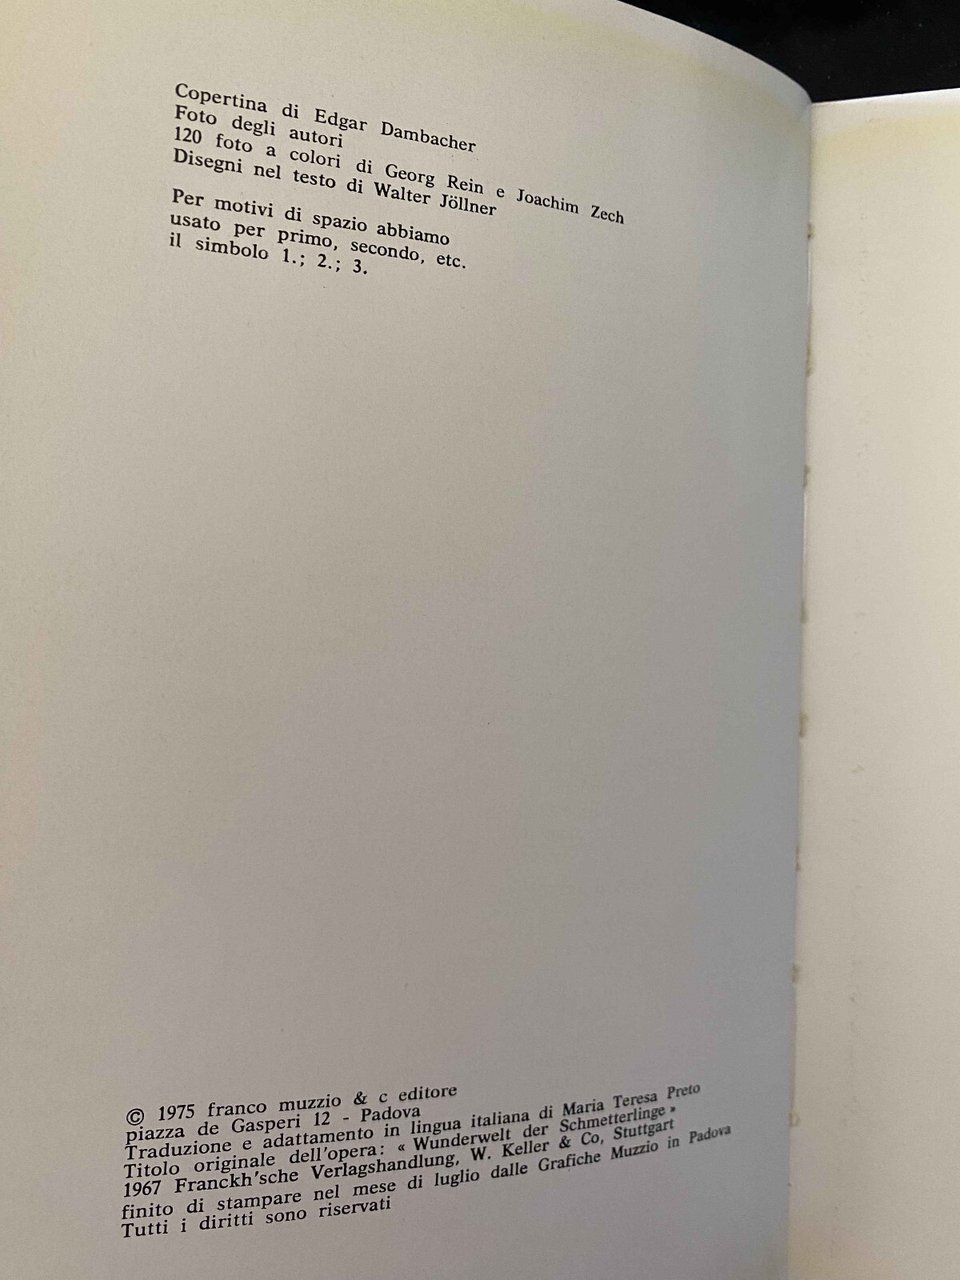 Copertina di Edgar Dambacher
Foto degli autori
120 foto a colori di Georg Rein e Joachim Zech
Disegni nel testo di Walter Jöllner
Per motivi di spazio abbiamo
usato per primo, secondo, etc.
il simbolo 1.; 2.; 3.
© 1975 franco muzzio & c editore
piazza de Gasperi 12 - Padova
Traduzione e adattamento in lingua italiana di Maria Teresa Preto
Titolo originale dell'opera: « Wunderwelt der Schmetterlinge »
1967 Franckh'sche Verlagshandlung, W. Keller & Co, Stuttgart
finito di stampare nel mese di luglio dalle Grafiche Muzzio in Padova
Tutti i diritti sono riservati